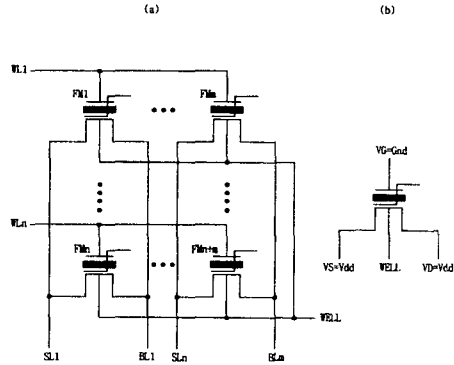 (a) (b)
WL1
FM1 FMm
VG=Gnd
WLn
FMn FMn+m
VS=Vdd WELL VD=Vdd
WELL
SL1 BL1 SLn BLm